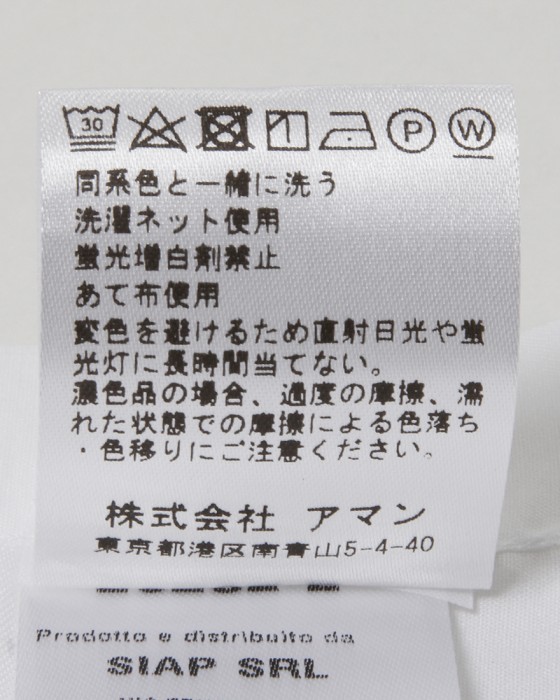 30 P W
同系色と一緒に洗う
洗濯ネット使用
蛍光増白剤禁止
あて布使用
変色を避けるため直射日光や蛍
光灯に長時間当てない。
濃色品の場合、過度の摩擦、濡
れた状態での摩擦による色落ち
・色移りにご注意ください。
株式会社 アマン
東京都港区南青山5-4-40
Prodotto e distribuito da
SIAP SRL